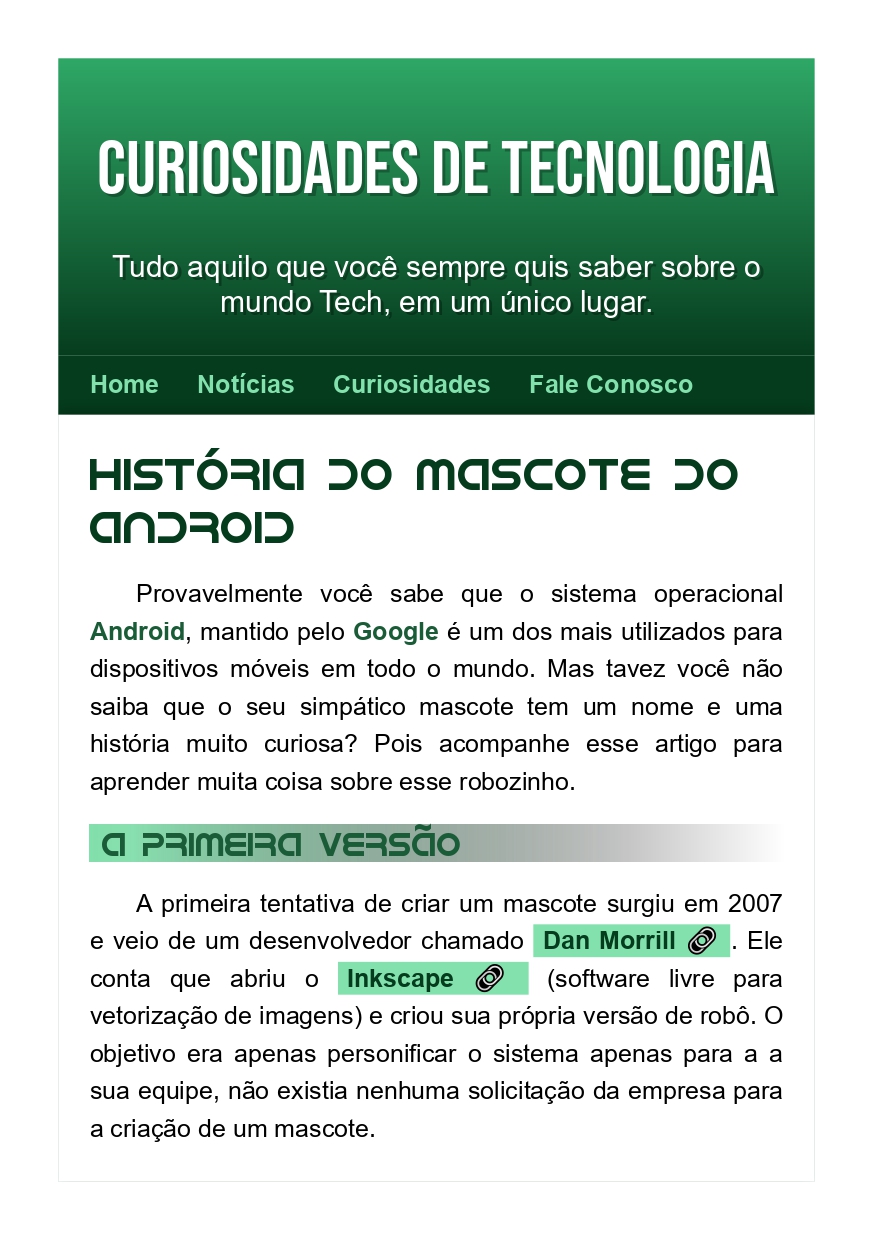 CURIOSIDADES DE TECNOLOGIA
Tudo aquilo que você sempre quis saber sobre o
mundo Tech, em um único lugar.
Home Notícias Curiosidades Fale Conosco
HISTÓRIA DO MASCOTE DO
ANDROID
Provavelmente você sabe que o sistema operacional
Android, mantido pelo Google é um dos mais utilizados para
dispositivos móveis em todo o mundo. Mas tavez você não
saiba que o seu simpático mascote tem um nome e uma
história muito curiosa? Pois acompanhe esse artigo para
aprender muita coisa sobre esse robozinho.
A PRIMEIRA VERSÃO
A primeira tentativa de criar um mascote surgiu em 2007
e veio de um desenvolvedor chamado Dan Morrill . Ele
conta que abriu o Inkscape (software livre para
vetorização de imagens) e criou sua própria versão de robô. O
objetivo era apenas personificar o sistema apenas para a a
sua equipe, não existia nenhuma solicitação da empresa para
a criação de um mascote.